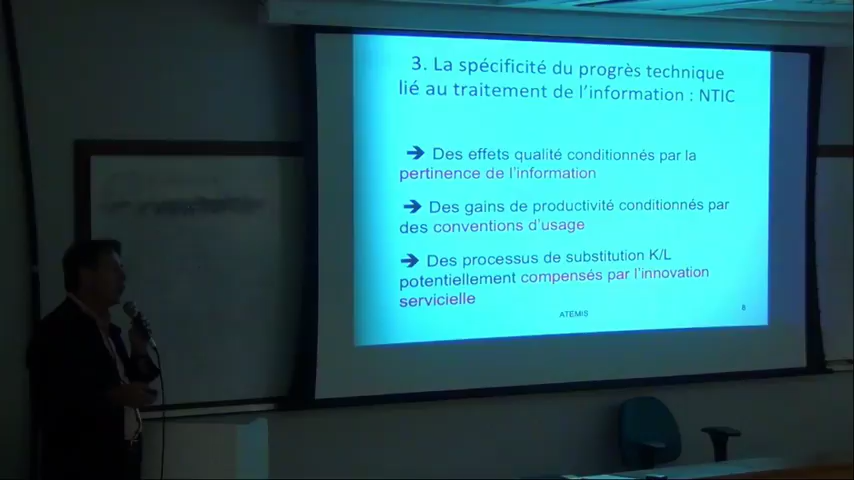 3. La spécificité du progrès technique
lié au traitement de l'information : NTIC
➔ Des effets qualité conditionnés par la
pertinence de l'information
➔ Des gains de productivité conditionnés par
des conventions d'usage
➔ Des processus de substitution K/L
potentiellement compensés par l'innovation
servicielle
ATEMIS
8